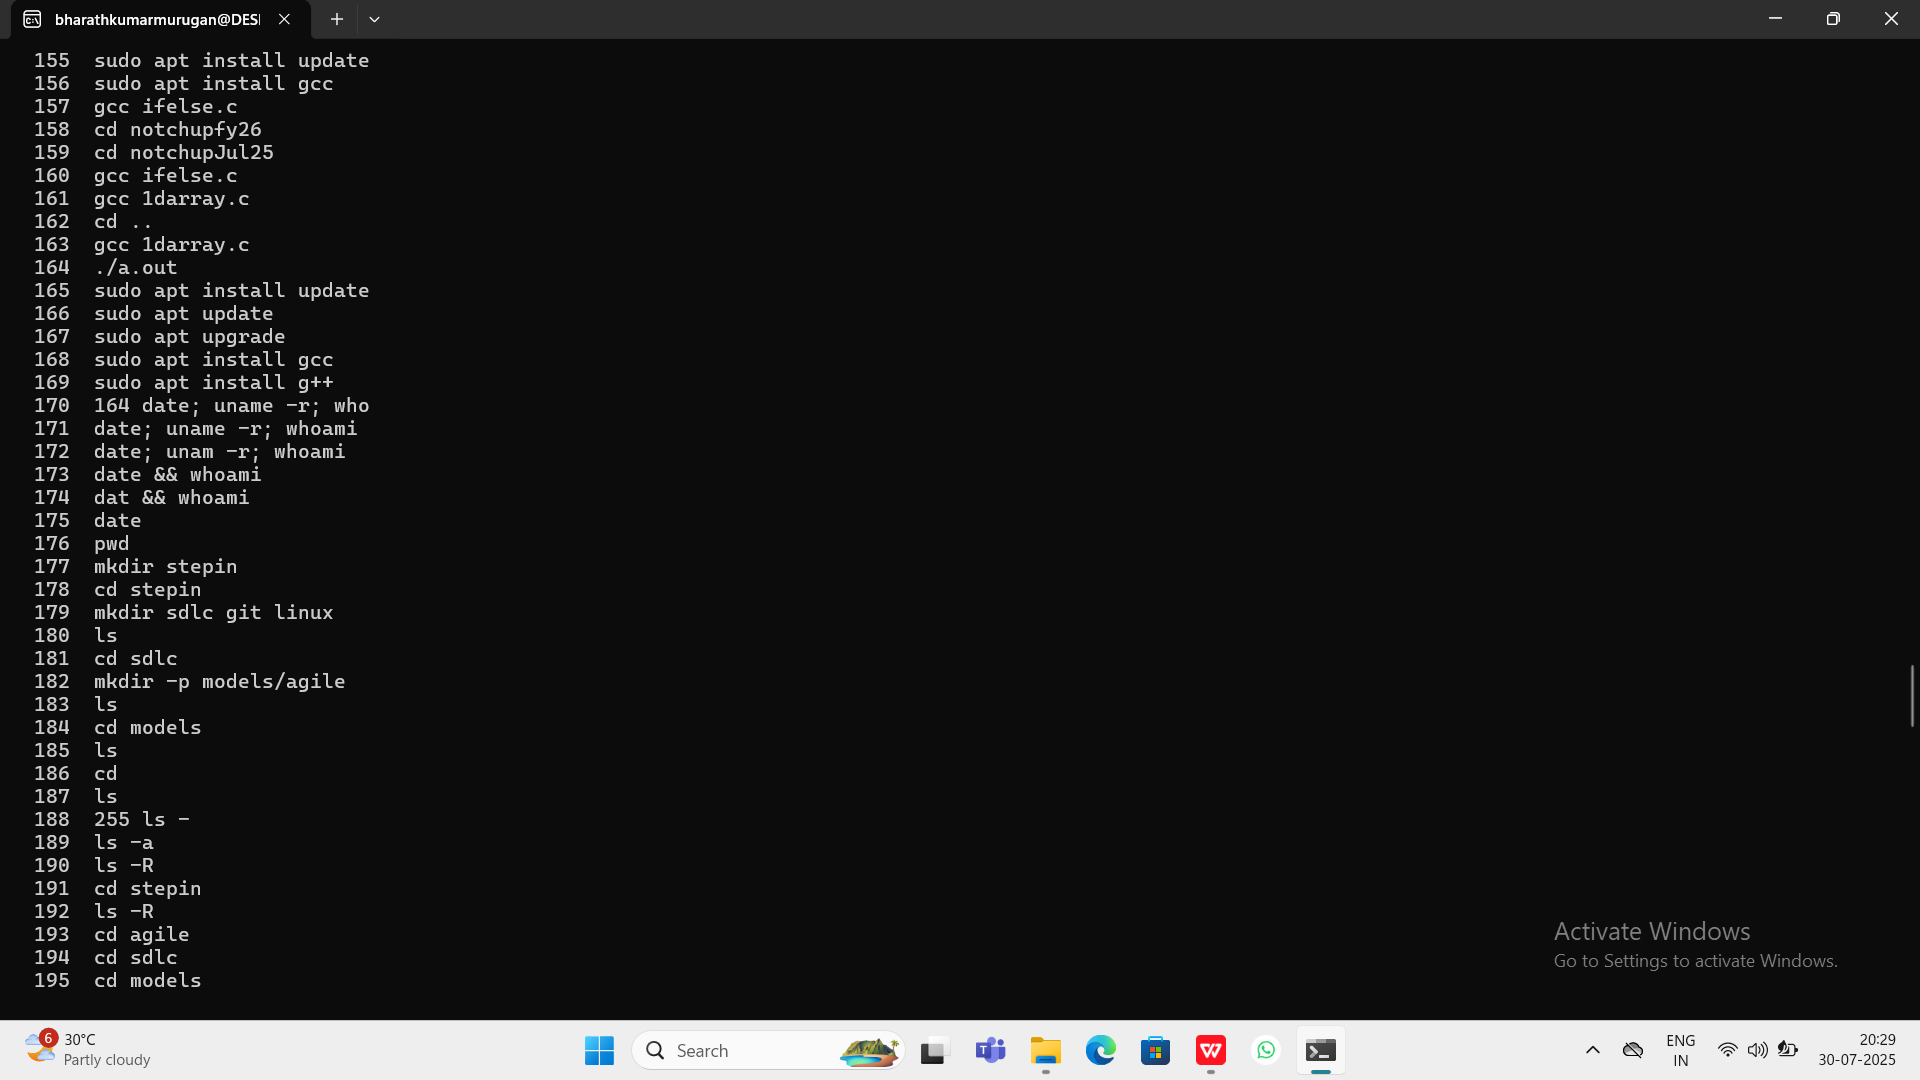 bharathkumarmurugan@DES
155 sudo apt install update
156 sudo apt install gcc
157 gcc ifelse.c
158 cd notchupfy26
159 cd notchupJul25
160 gcc ifelse.c
161 gcc 1darray.c
162 cd ..
163 gcc 1darray.c
164 ./a.out
165 sudo apt install update
166 sudo apt update
167 sudo apt upgrade
168 sudo apt install gcc
169 sudo apt install g++
170 164 date; uname -r; who
171 date; uname -r; whoami
172 date; unam -r; whoami
173 date && whoami
174 dat && whoami
175 date
176 pwd
177 mkdir stepin
178 cd stepin
179 mkdir sdlc git linux
180 ls
181 cd sdlc
182 mkdir -p models/agile
183 ls
184 cd models
185 ls
186 cd
187 ls
188 255 ls -
189 ls -a
190 ls -R
191 cd stepin
192 ls -R
193 cd agile
194 cd sdlc
195 cd models
Activate Windows
Go to Settings to activate Windows.
6
30°C
Partly cloudy
Search
ENG
IN
20:29
30-07-2025